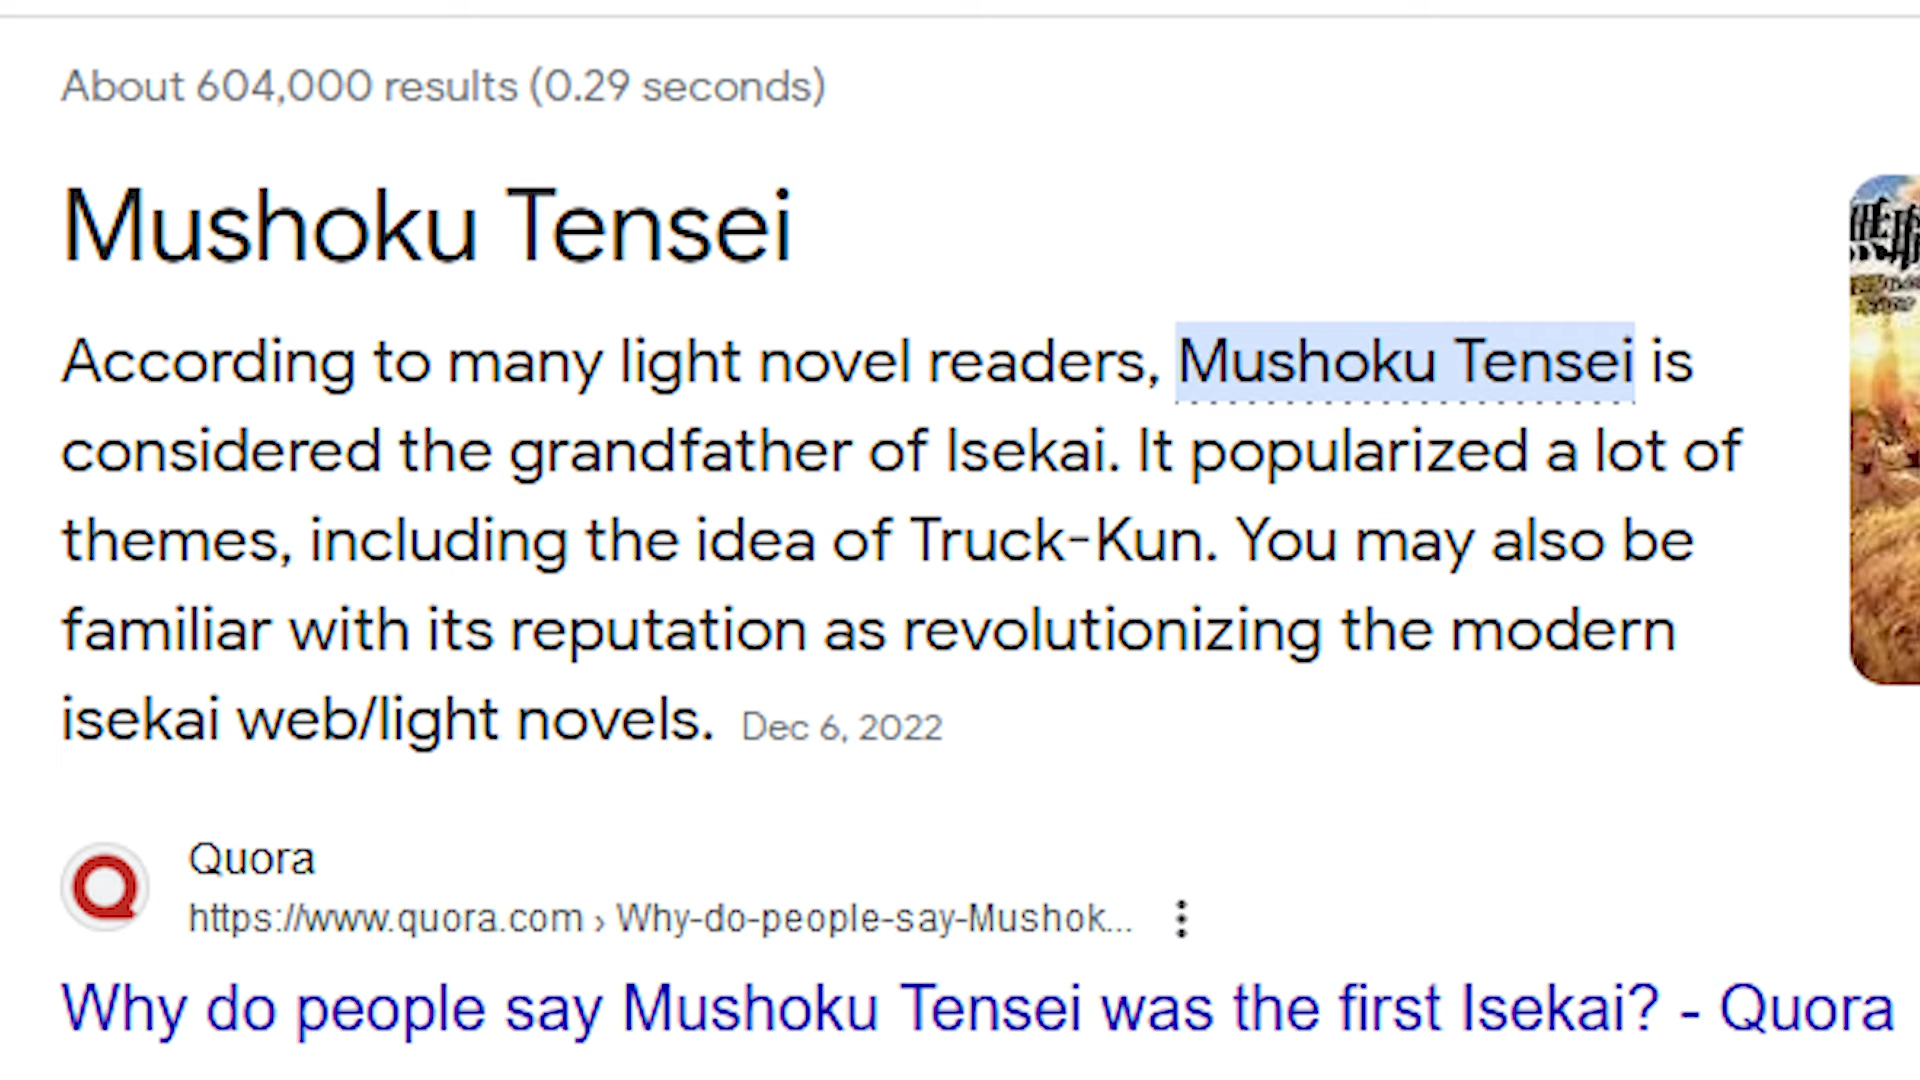 About 604,000 results (0.29 seconds)
Mushoku Tensei
According to many light novel readers, Mushoku Tensei is
considered the grandfather of Isekai. It popularized a lot of
themes, including the idea of Truck-Kun. You may also be
familiar with its reputation as revolutionizing the modern
isekai web/light novels. Dec 6, 2022
Quora
https://www.quora.com › Why-do-people-say-Mushok...
Why do people say Mushoku Tensei was the first Isekai? - Quora